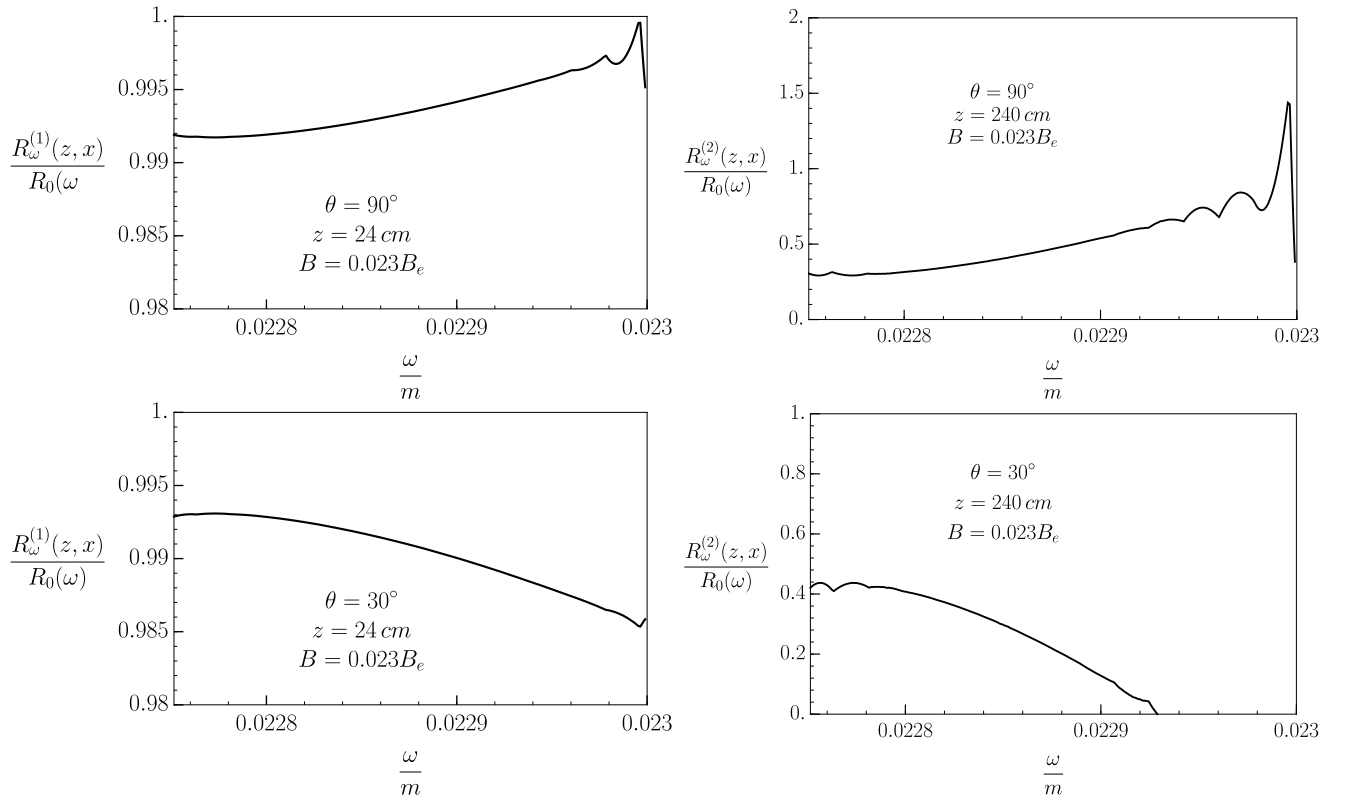 1.
0.995
0.99
0.985
0.98
R_ω^(1)(z, x)
R_0(ω
θ = 90°
z = 24 cm
B = 0.023B_e
0.0228 0.0229 0.023
ω
m
2.
1.5
1.
0.5
0.
R_ω^(2)(z, x)
R_0(ω)
θ = 90°
z = 240 cm
B = 0.023B_e
0.0228 0.0229 0.023
ω
m
1.
0.995
0.99
0.985
0.98
R_ω^(1)(z, x)
R_0(ω)
θ = 30°
z = 24 cm
B = 0.023B_e
0.0228 0.0229 0.023
ω
m
1.
0.8
0.6
0.4
0.2
0.
R_ω^(2)(z, x)
R_0(ω)
θ = 30°
z = 240 cm
B = 0.023B_e
0.0228 0.0229 0.023
ω
m